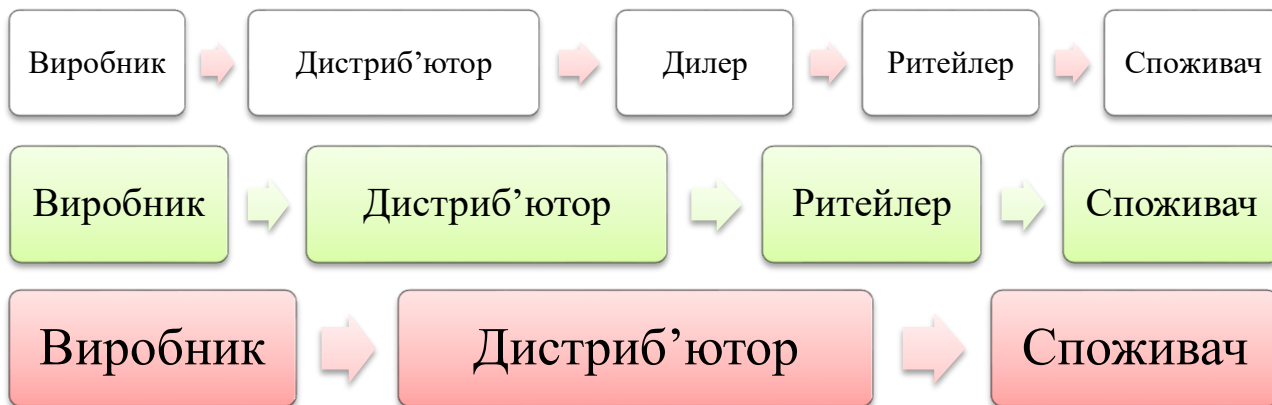 Виробник Дистриб’ютор Дилер Ритейлер Споживач
Виробник Дистриб’ютор Ритейлер Споживач
Виробник Дистриб’ютор Споживач